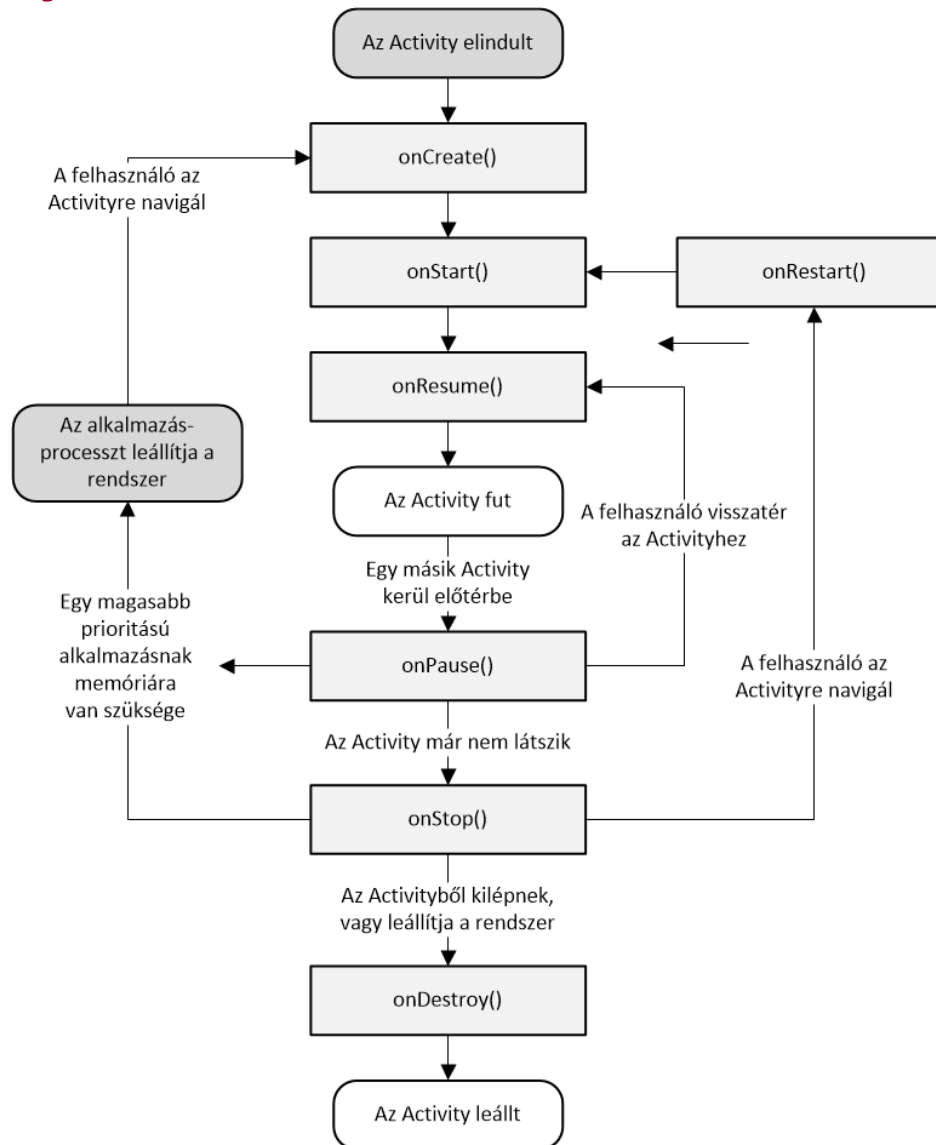 Az Activity elindult
onCreate()
A felhasználó az
Activityre navigál
onStart()
onRestart()
onResume()
Az alkalmazás-
processzt leállítja a
rendszer
Az Activity fut
A felhasználó visszatér
az Activityhez
Egy másik Activity
kerül előtérbe
Egy magasabb
prioritású
alkalmazásnak
memóriára
van szüksége
onPause()
A felhasználó az
Activityre navigál
Az Activity már nem látszik
onStop()
Az Activityből kilépnek,
vagy leállítja a rendszer
onDestroy()
Az Activity leállt